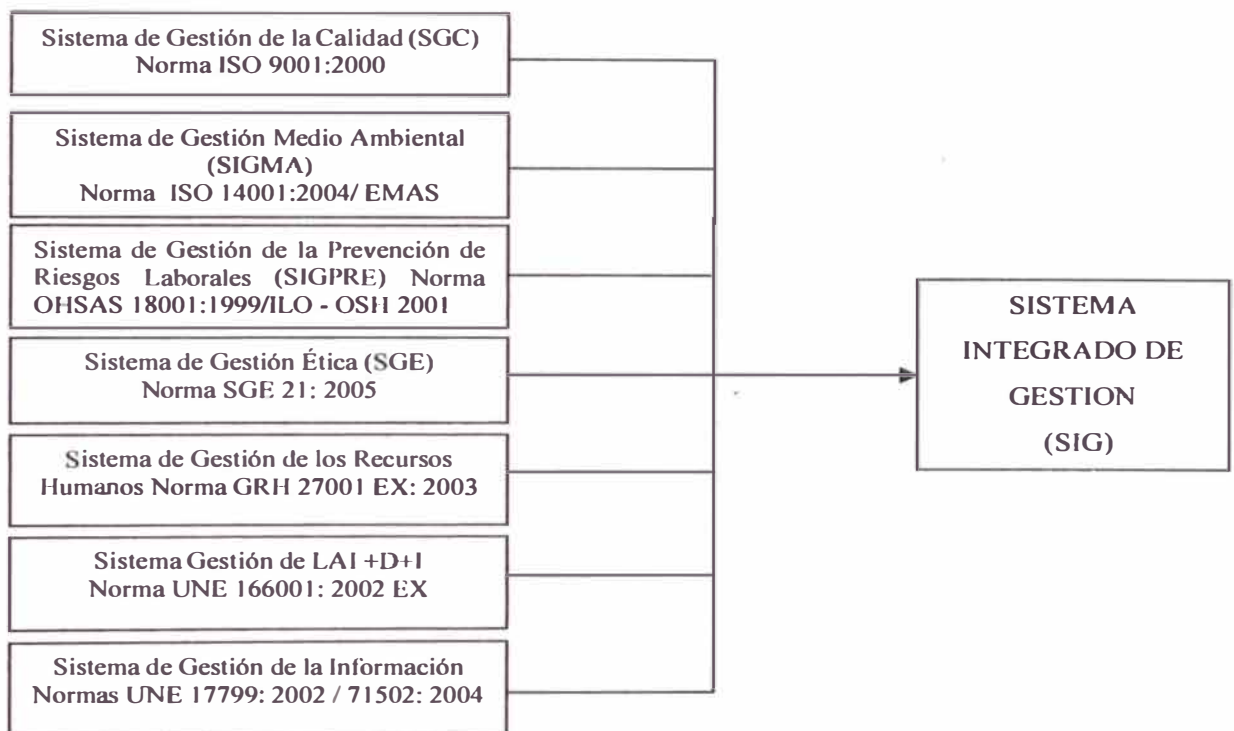 Sistema de Gestión de la Calidad (SGC)
Norma ISO 9001:2000
Sistema de Gestión Medio Ambiental
(SIGMA)
Norma ISO 14001:2004/ EMAS
Sistema de Gestión de la Prevención de
Riesgos Laborales (SIGPRE) Norma
OHSAS 18001:1999/ILO - OSH 2001
Sistema de Gestión Ética (SGE)
Norma SGE 21: 2005
Sistema de Gestión de los Recursos
Humanos Norma GRH 27001 EX: 2003
Sistema Gestión de LAI +D+I
Norma UNE 166001: 2002 EX
Sistema de Gestión de la Información
Normas UNE 17799: 2002 / 71502: 2004
SISTEMA
INTEGRADO DE
GESTION
(SIG)